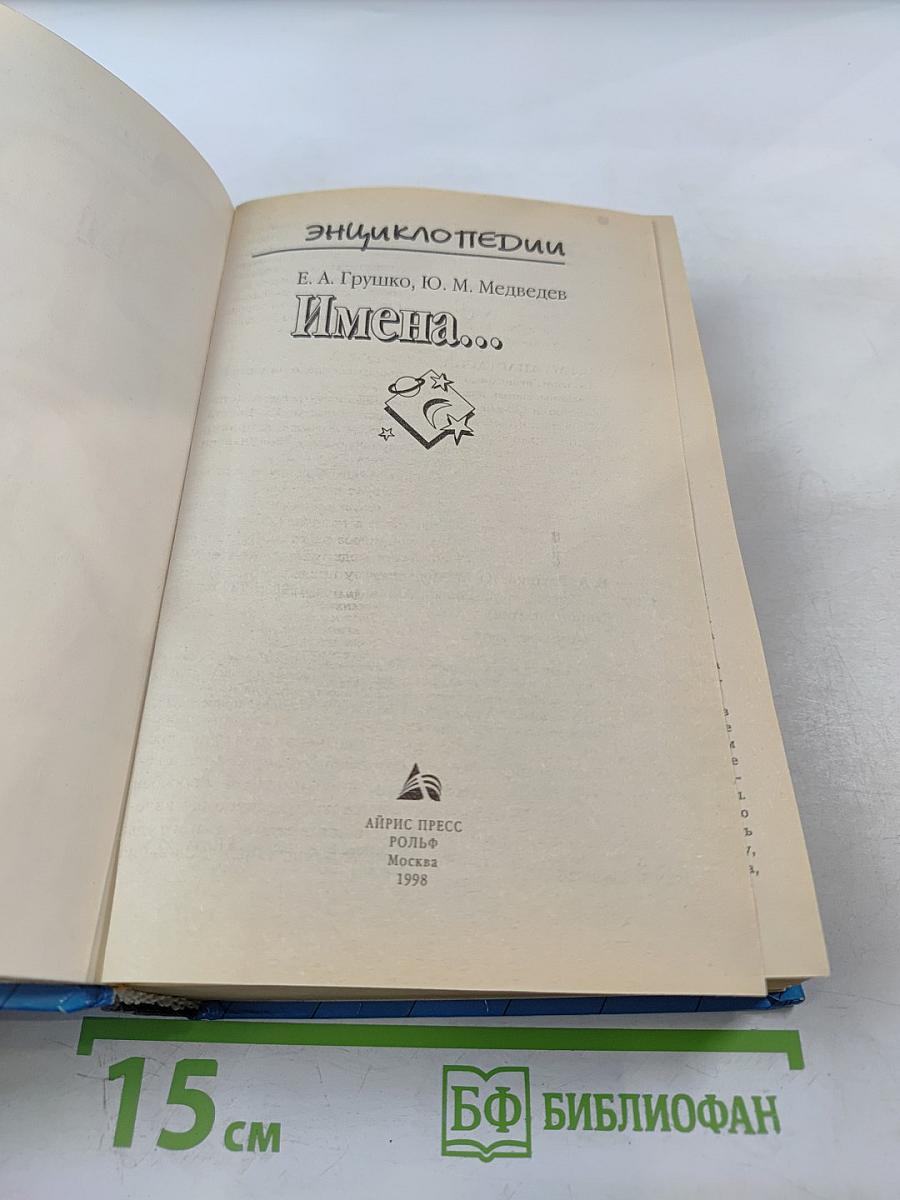 ЭНЦИКЛОПЕДИИ
Е. А. Грушко, Ю. М. Медведев
Имена...
АЙРИС ПРЕСС
РОЛЬФ
Москва
1998
15 см
БФ БИБЛИОФАН